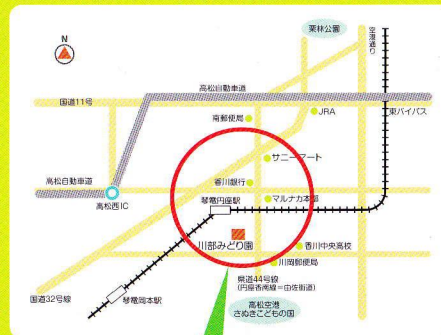 N
栗林公園
空港通り
高松自動車道
国道11号
南郵便局
JRA
東バイパス
サニーマート
高松自動車道
香川銀行
高松西IC
琴電円座駅
マルナカ本部
川部みどり園
香川中央高校
川岡郵便局
県道44号線
(円座香南線=由佐街道)
国道32号線
琴電岡本駅
高松空港
さぬきこどもの国